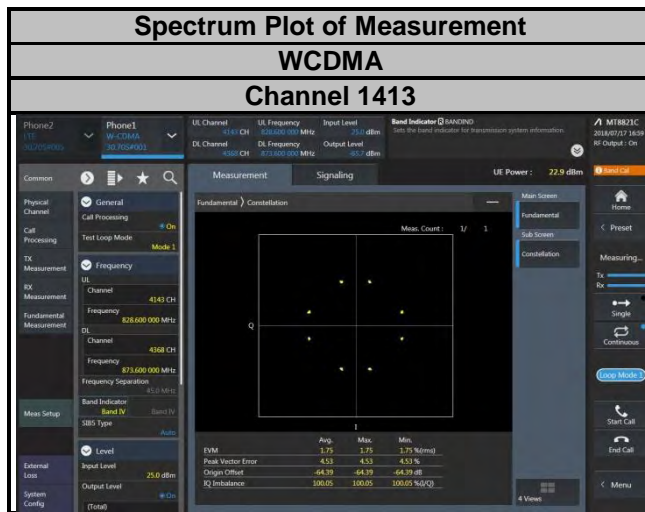 Spectrum Plot of Measurement
WCDMA
Channel 1413
Phone2
Phone1
W-CDMA
30.70S#001
UL Channel
4143 CH
UL Frequency
828.600 000 MHz
Input Level
25.0 dBm
DL Channel
4368 CH
DL Frequency
873.600 000 MHz
Output Level
-65.7 dBm
Band Indicator BANDIND
Sets the band indicator for transmission system information.
MT8821C
2018/07/17 16:59
RF Output : On
Common
Measurement
Signaling
UE Power : 22.9 dBm
Band Cal
Physical
Channel
Call
Processing
TX
Measurement
RX
Measurement
Fundamental
Measurement
Meas Setup
External
Loss
System
Config
General
Call Processing
On
Test Loop Mode
Mode 1
Frequency
UL
Channel
4143 CH
Frequency
828.600 000 MHz
DL
Channel
4368 CH
Frequency
873.600 000 MHz
Frequency Separation
45.0 MHz
Band Indicator
Band IV Band IV
SIB5 Type
Auto
Level
Input Level
25.0 dBm
Output Level
On
(Total)
Fundamental Constellation
Meas. Count : 1/ 1
Q
I
Avg. Max. Min.
EVM 1.75 1.75 1.75 %(rms)
Peak Vector Error 4.53 4.53 4.53 %
Origin Offset -64.39 -64.39 -64.39 dB
IQ Imbalance 100.05 100.05 100.05 %(I/Q)
Main Screen
Fundamental
Sub Screen
Constellation
4 Views
Home
< Preset
Measuring...
Tx
Rx
Single
Continuous
Loop Mode 1
Start Call
End Call
< Menu